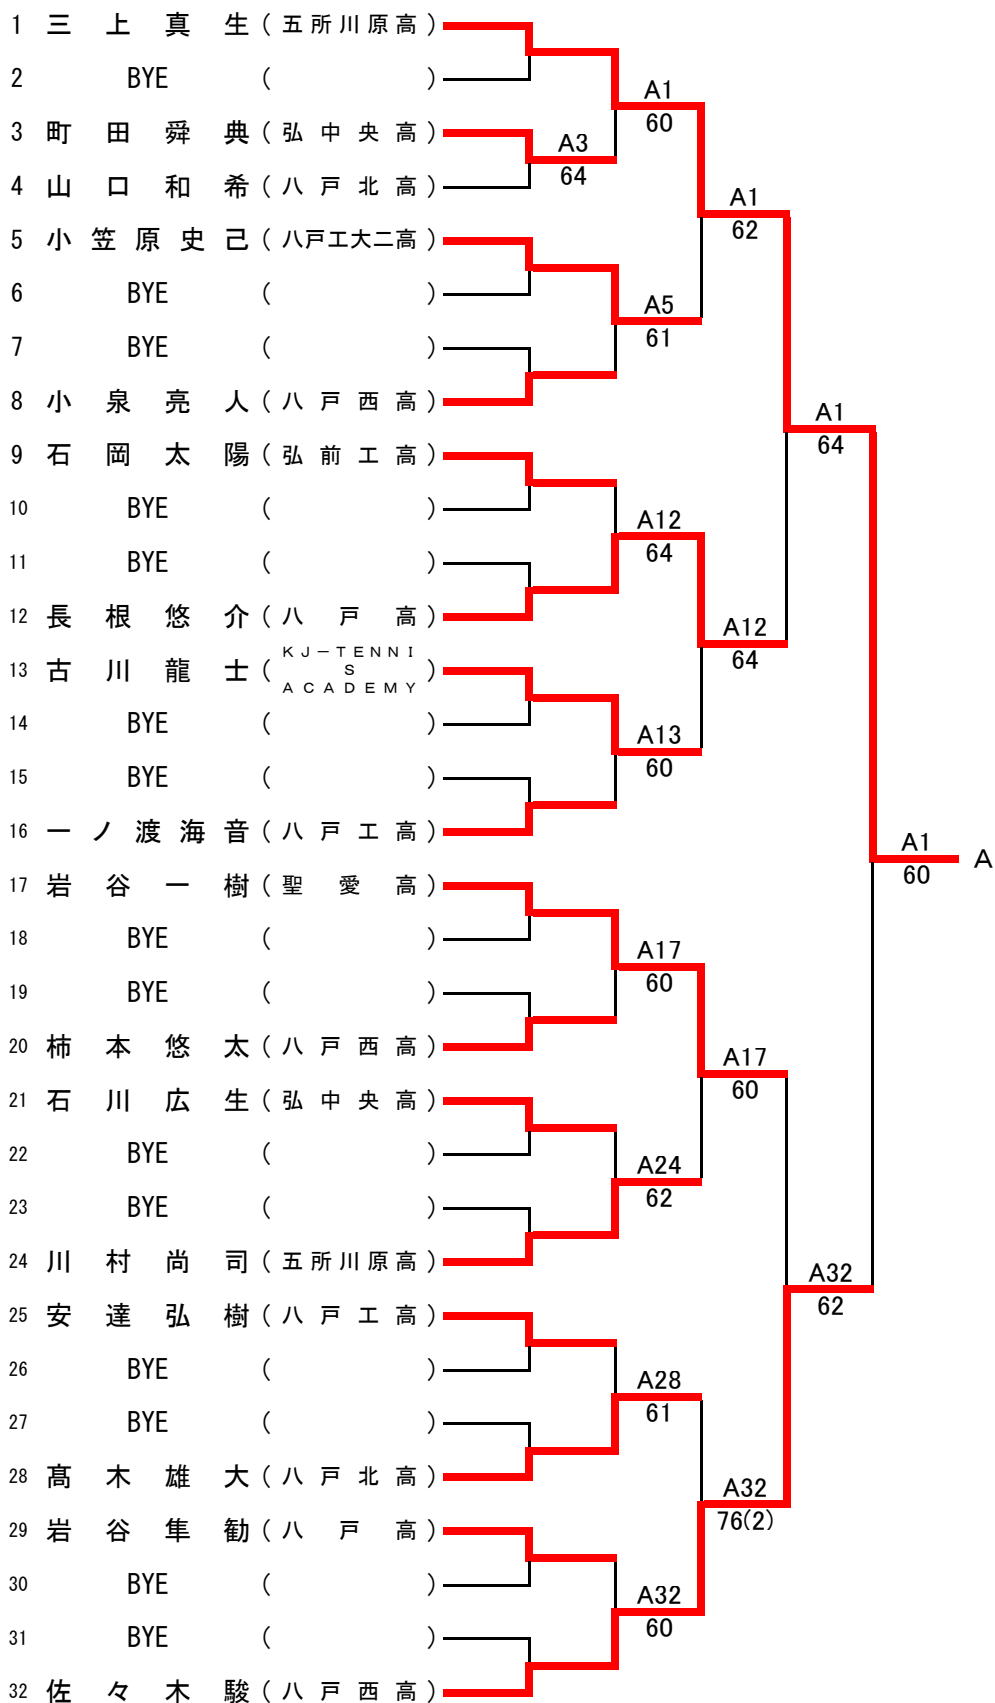 1 三上真生 (五所川原高)
2 BYE ( )
A1
60
3 町田舜典 (弘中央高)
A3
64
4 山口和希 (八戸北高)
A1
62
5 小笠原史己 (八戸工大二高)
6 BYE ( )
A5
61
7 BYE ( )
8 小泉亮人 (八戸西高)
A1
64
9 石岡太陽 (弘前工高)
10 BYE ( )
A12
64
11 BYE ( )
12 長根悠介 (八戸高)
A12
64
13 古川龍士 (KJ-TENNI
S
ACADEMY)
14 BYE ( )
A13
60
15 BYE ( )
16 一ノ渡海音 (八戸工高)
A1
60
A
17 岩谷一樹 (聖愛高)
18 BYE ( )
A17
60
19 BYE ( )
20 柿本悠太 (八戸西高)
A17
60
21 石川広生 (弘中央高)
22 BYE ( )
A24
62
23 BYE ( )
24 川村尚司 (五所川原高)
A32
62
25 安達弘樹 (八戸工高)
26 BYE ( )
A28
61
27 BYE ( )
28 髙木雄大 (八戸北高)
A32
76(2)
29 岩谷隼勧 (八戸高)
30 BYE ( )
A32
60
31 BYE ( )
32 佐々木駿 (八戸西高)